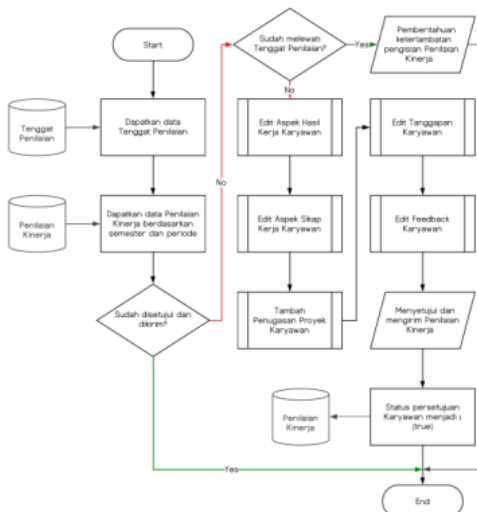 Start
Tenggat
Penilaian
Dapatkan data
Tenggat Penilaian
Penilaian
Kinerja
Dapatkan data Penilaian
Kinerja berdasarkan
semester dan periode
Sudah disetujui dan
dikirim?
No
Yes
Sudah melewati
Tenggat Penilaian?
Yes
No
Pemberitahuan
keterlambatan
pengisian Penilaian
Kinerja
Edit Aspek Hasil
Kerja Karyawan
Edit Aspek Sikap
Kerja Karyawan
Tambah
Penugasan Proyek
Karyawan
Edit Tanggapan
Karyawan
Edit Feedback
Karyawan
Menyetujui dan
mengirim Penilaian
Kinerja
Status persetujuan
Karyawan menjadi
(true)
Penilaian
Kinerja
End